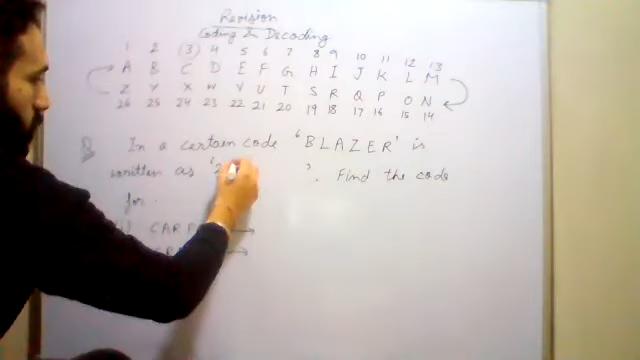 Revision
Coding & Decoding
1 2 (3) 4 5 6 7 8 9 10 11 12 13
A B C D E F G H I J K L M
Z Y X W V U T S R Q P O N
26 25 24 23 22 21 20 19 18 17 16 15 14
Q In a certain code 'BLAZER' is
written as '2 '. Find the code
for.
CARP